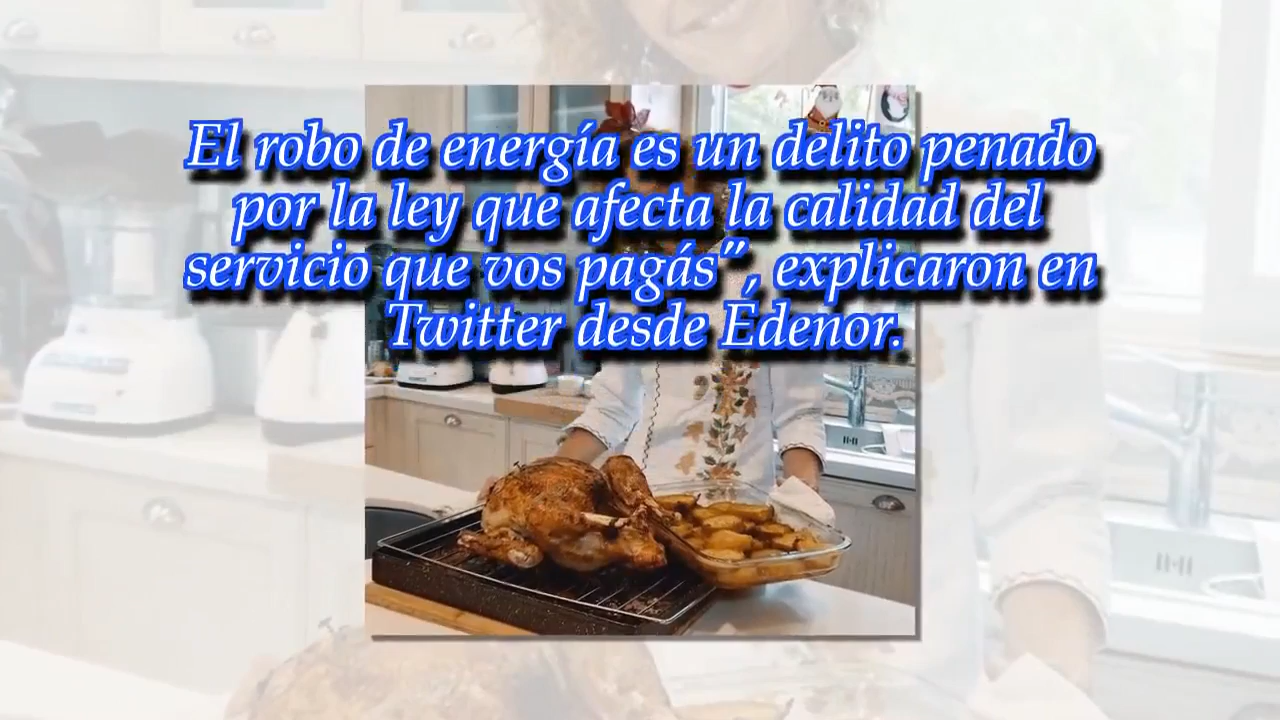 El robo de energía es un delito penado
por la ley que afecta la calidad del
servicio que vos pagás”, explicaron en
Twitter desde Édenor.